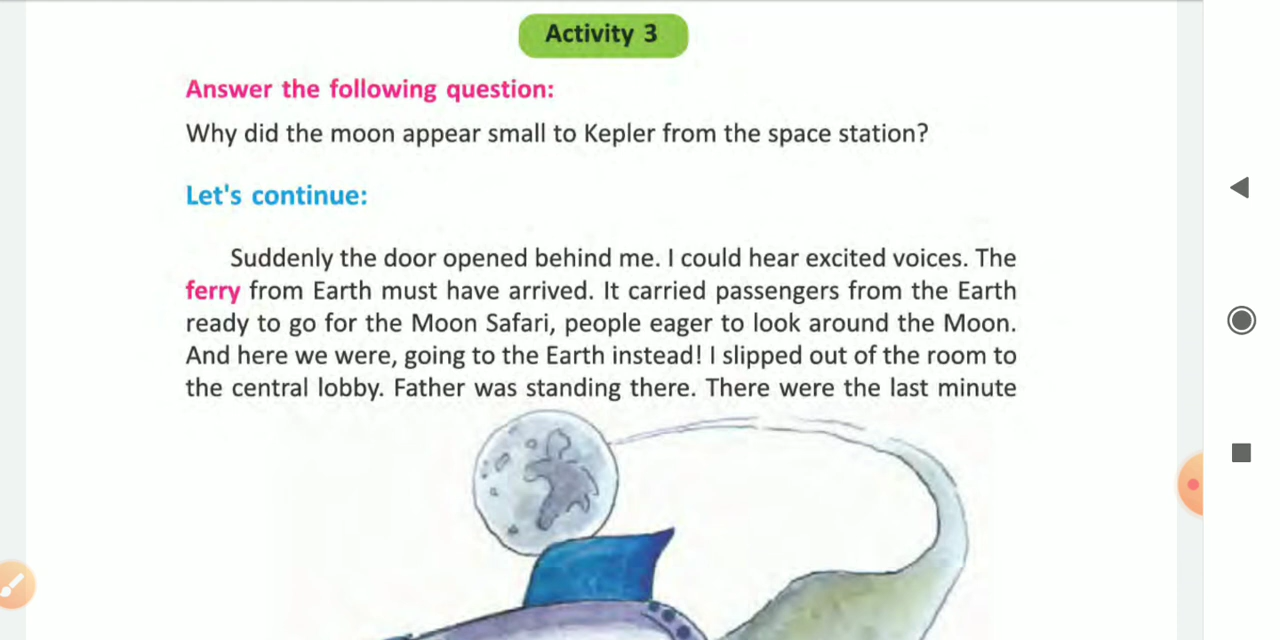 Activity 3
Answer the following question:
Why did the moon appear small to Kepler from the space station?
Let's continue:
Suddenly the door opened behind me. I could hear excited voices. The
ferry from Earth must have arrived. It carried passengers from the Earth
ready to go for the Moon Safari, people eager to look around the Moon.
And here we were, going to the Earth instead! I slipped out of the room to
the central lobby. Father was standing there. There were the last minute